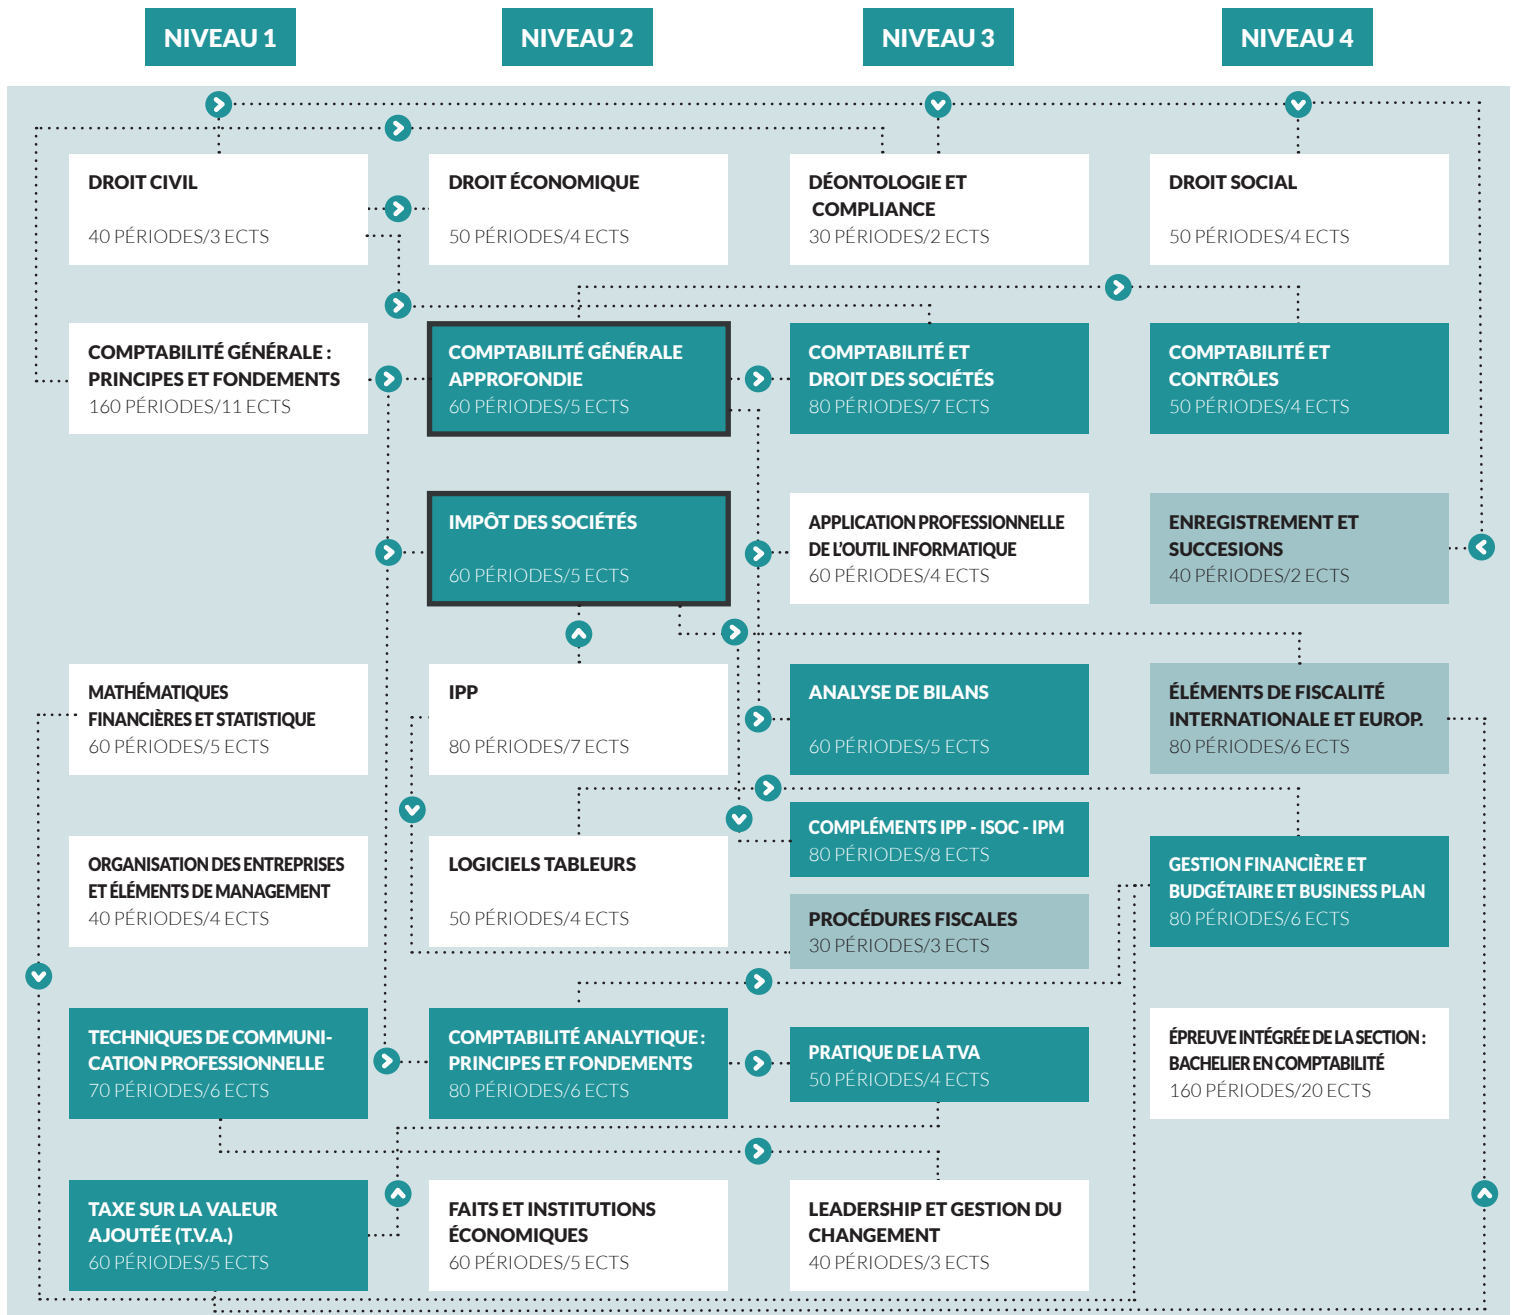 NIVEAU 1
NIVEAU 2
NIVEAU 3
NIVEAU 4
DROIT CIVIL
40 PÉRIODES/3 ECTS
DROIT ÉCONOMIQUE
50 PÉRIODES/4 ECTS
DÉONTOLOGIE ET
COMPLIANCE
30 PÉRIODES/2 ECTS
DROIT SOCIAL
50 PÉRIODES/4 ECTS
COMPTABILITÉ GÉNÉRALE :
PRINCIPES ET FONDEMENTS
160 PÉRIODES/11 ECTS
COMPTABILITÉ GÉNÉRALE
APPROFONDIE
60 PÉRIODES/5 ECTS
COMPTABILITÉ ET
DROIT DES SOCIÉTÉS
80 PÉRIODES/7 ECTS
COMPTABILITÉ ET
CONTRÔLES
50 PÉRIODES/4 ECTS
IMPÔT DES SOCIÉTÉS
60 PÉRIODES/5 ECTS
APPLICATION PROFESSIONNELLE
DE L'OUTIL INFORMATIQUE
60 PÉRIODES/4 ECTS
ENREGISTREMENT ET
SUCCESIONS
40 PÉRIODES/2 ECTS
MATHÉMATIQUES
FINANCIÈRES ET STATISTIQUE
60 PÉRIODES/5 ECTS
IPP
80 PÉRIODES/7 ECTS
ANALYSE DE BILANS
60 PÉRIODES/5 ECTS
ÉLÉMENTS DE FISCALITÉ
INTERNATIONALE ET EUROP.
80 PÉRIODES/6 ECTS
ORGANISATION DES ENTREPRISES
ET ÉLÉMENTS DE MANAGEMENT
40 PÉRIODES/4 ECTS
LOGICIELS TABLEURS
50 PÉRIODES/4 ECTS
COMPLÉMENTS IPP - ISOC - IPM
80 PÉRIODES/8 ECTS
PROCÉDURES FISCALES
30 PÉRIODES/3 ECTS
GESTION FINANCIÈRE ET
BUDGÉTAIRE ET BUSINESS PLAN
80 PÉRIODES/6 ECTS
TECHNIQUES DE COMMUNI-
CATION PROFESSIONNELLE
70 PÉRIODES/6 ECTS
COMPTABILITÉ ANALYTIQUE :
PRINCIPES ET FONDEMENTS
80 PÉRIODES/6 ECTS
PRATIQUE DE LA TVA
50 PÉRIODES/4 ECTS
ÉPREUVE INTÉGRÉE DE LA SECTION :
BACHELIER EN COMPTABILITÉ
160 PÉRIODES/20 ECTS
TAXE SUR LA VALEUR
AJOUTÉE (T.V.A.)
60 PÉRIODES/5 ECTS
FAITS ET INSTITUTIONS
ÉCONOMIQUES
60 PÉRIODES/5 ECTS
LEADERSHIP ET GESTION DU
CHANGEMENT
40 PÉRIODES/3 ECTS